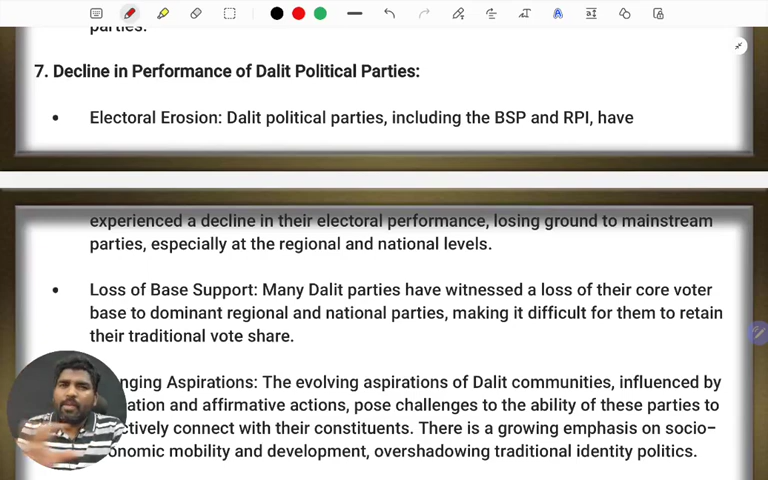 parties.
7. Decline in Performance of Dalit Political Parties:
• Electoral Erosion: Dalit political parties, including the BSP and RPI, have
experienced a decline in their electoral performance, losing ground to mainstream
parties, especially at the regional and national levels.
• Loss of Base Support: Many Dalit parties have witnessed a loss of their core voter
base to dominant regional and national parties, making it difficult for them to retain
their traditional vote share.
Aspirations: The evolving aspirations of Dalit communities, influenced by
and affirmative actions, pose challenges to the ability of these parties to
connect with their constituents. There is a growing emphasis on socio-
mobility and development, overshadowing traditional identity politics.